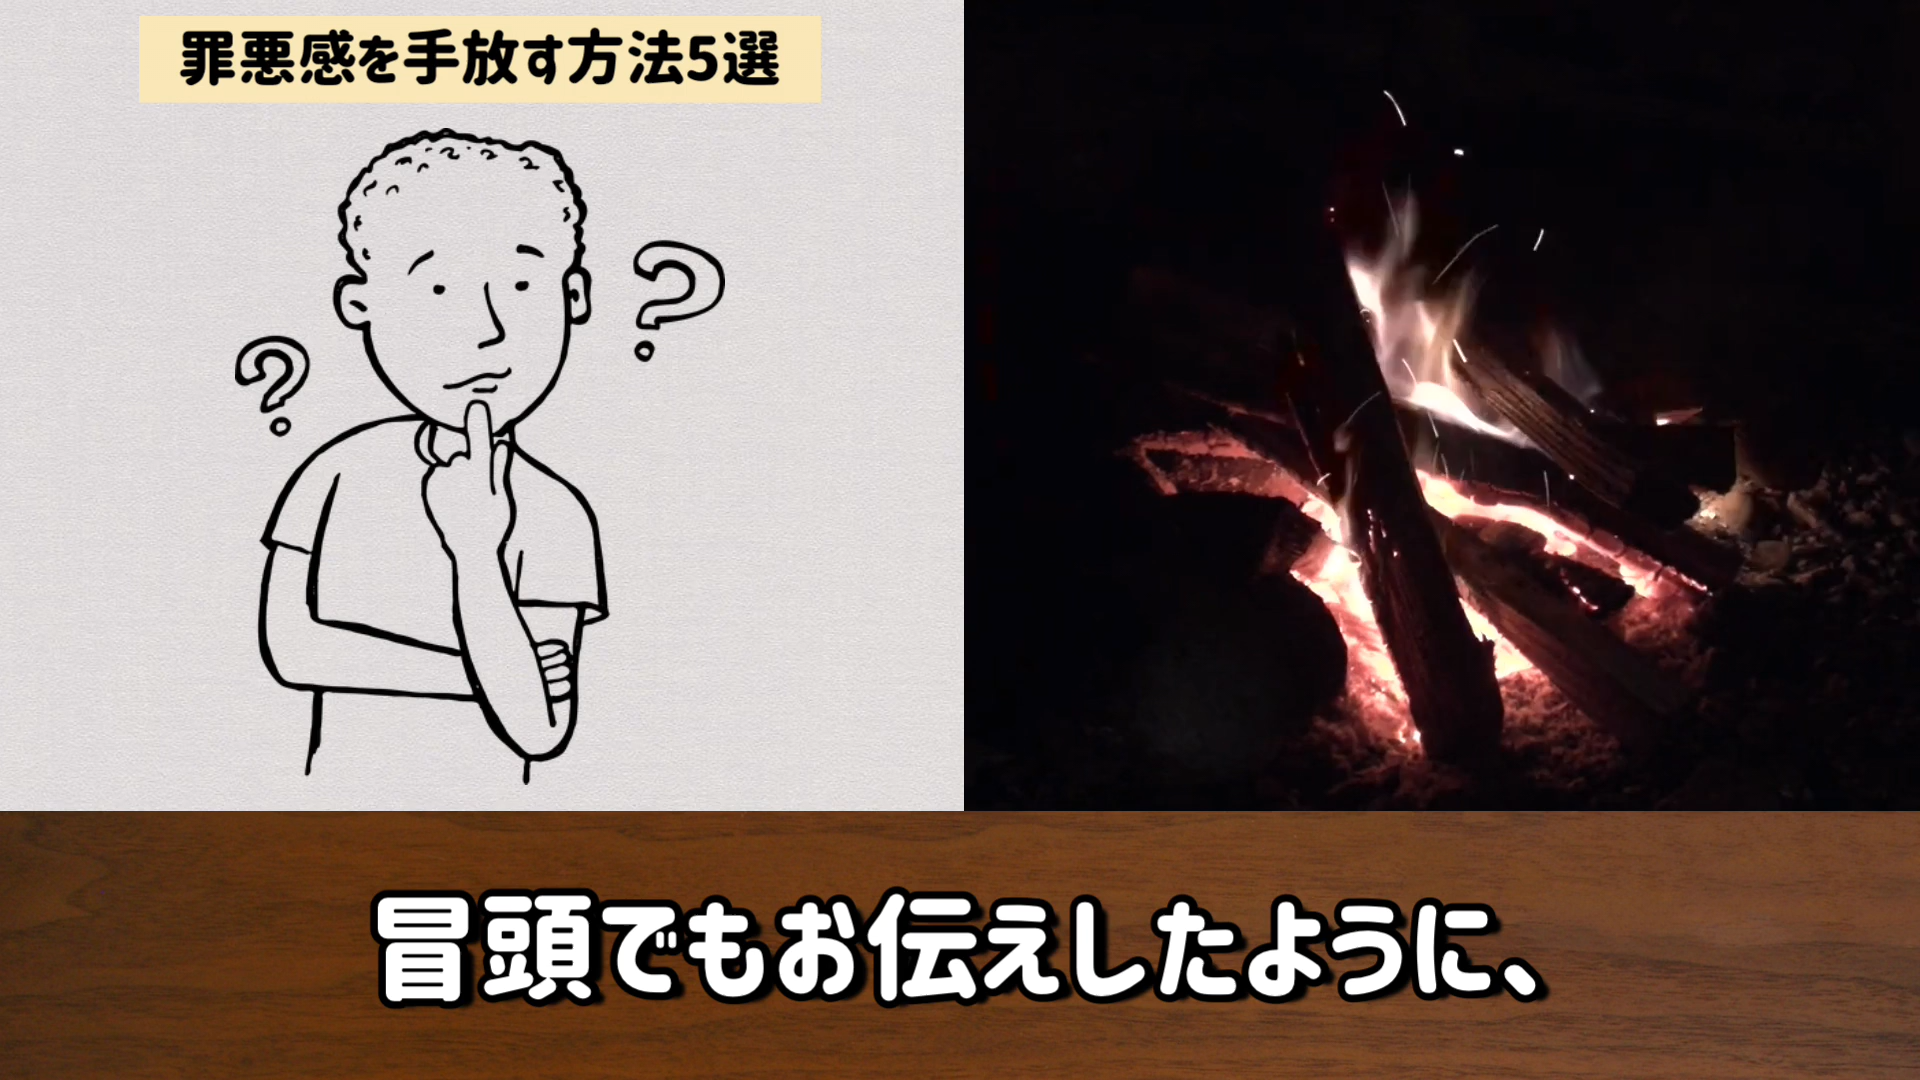 罪悪感を手放す方法5選
?
?
冒頭でもお伝えしたように、